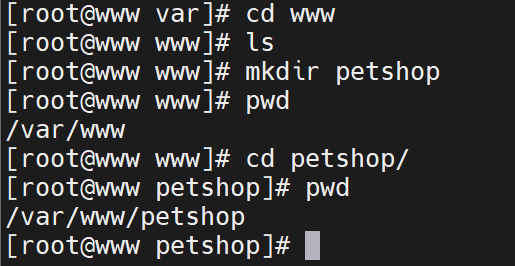 [root@www var]# cd www
[root@www www]# ls
[root@www www]# mkdir petshop
[root@www www]# pwd
/var/www
[root@www www]# cd petshop/
[root@www petshop]# pwd
/var/www/petshop
[root@www petshop]#